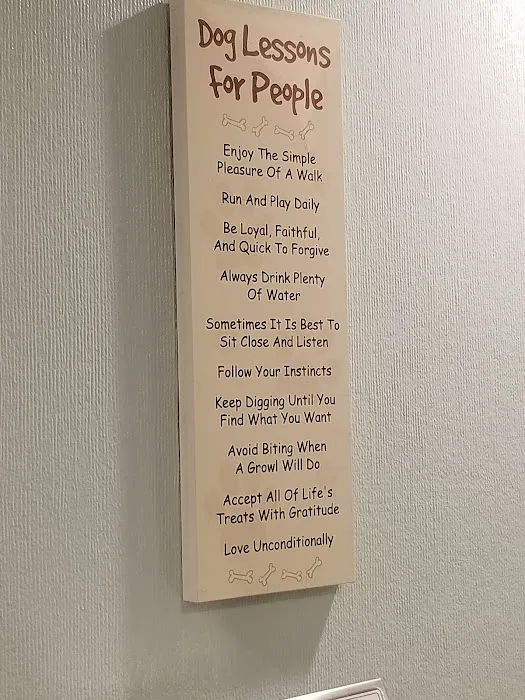 Dog Lessons
for People
Enjoy The Simple
Pleasure Of A Walk
Run And Play Daily
Be Loyal, Faithful,
And Quick To Forgive
Always Drink Plenty
Of Water
Sometimes It Is Best To
Sit Close And Listen
Follow Your Instincts
Keep Digging Until You
Find What You Want
Avoid Biting When
A Growl Will Do
Accept All Of Life's
Treats With Gratitude
Love Unconditionally